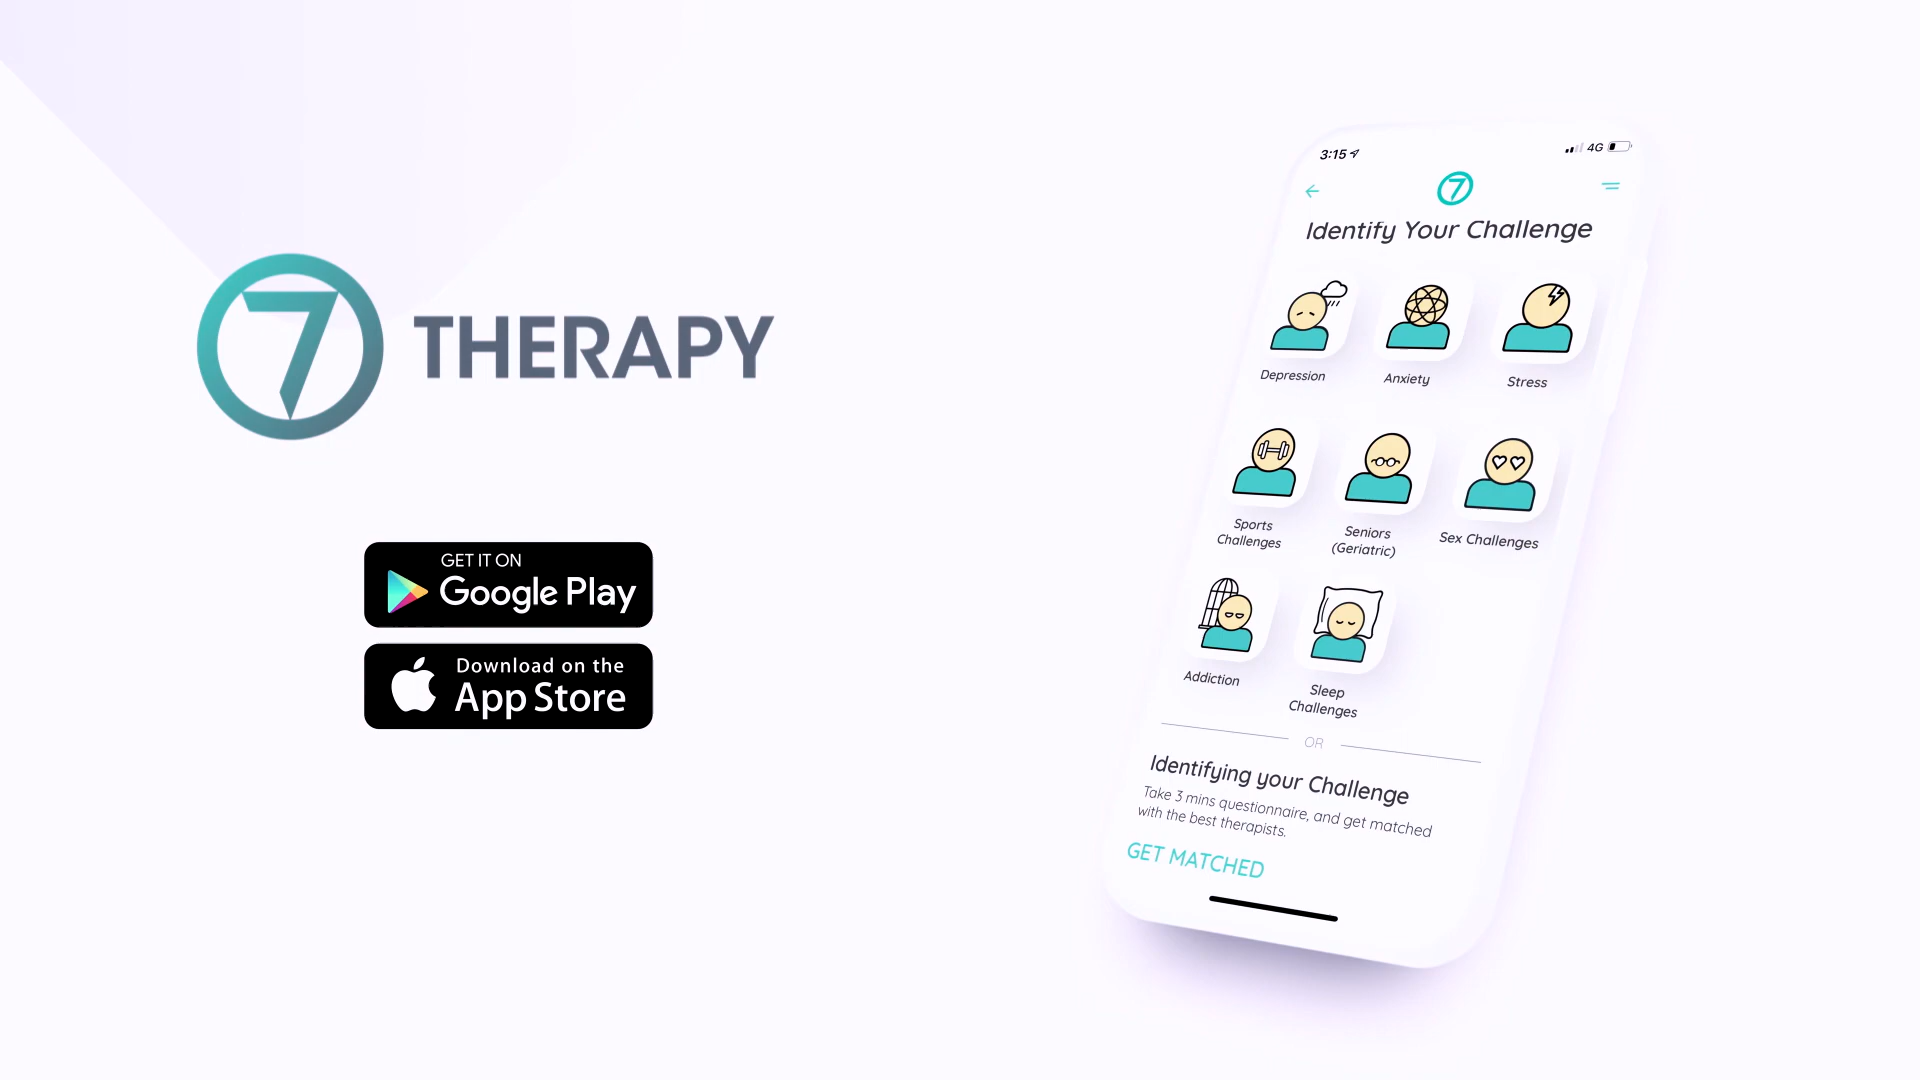 7 THERAPY
GET IT ON
Google Play
Download on the
App Store
3:15
4G
7
Identify Your Challenge
Depression
Anxiety
Stress
Sports
Challenges
Seniors
(Geriatric)
Sex Challenges
Addiction
Sleep
Challenges
OR
Identifying your Challenge
Take 3 mins questionnaire, and get matched
with the best therapists.
GET MATCHED